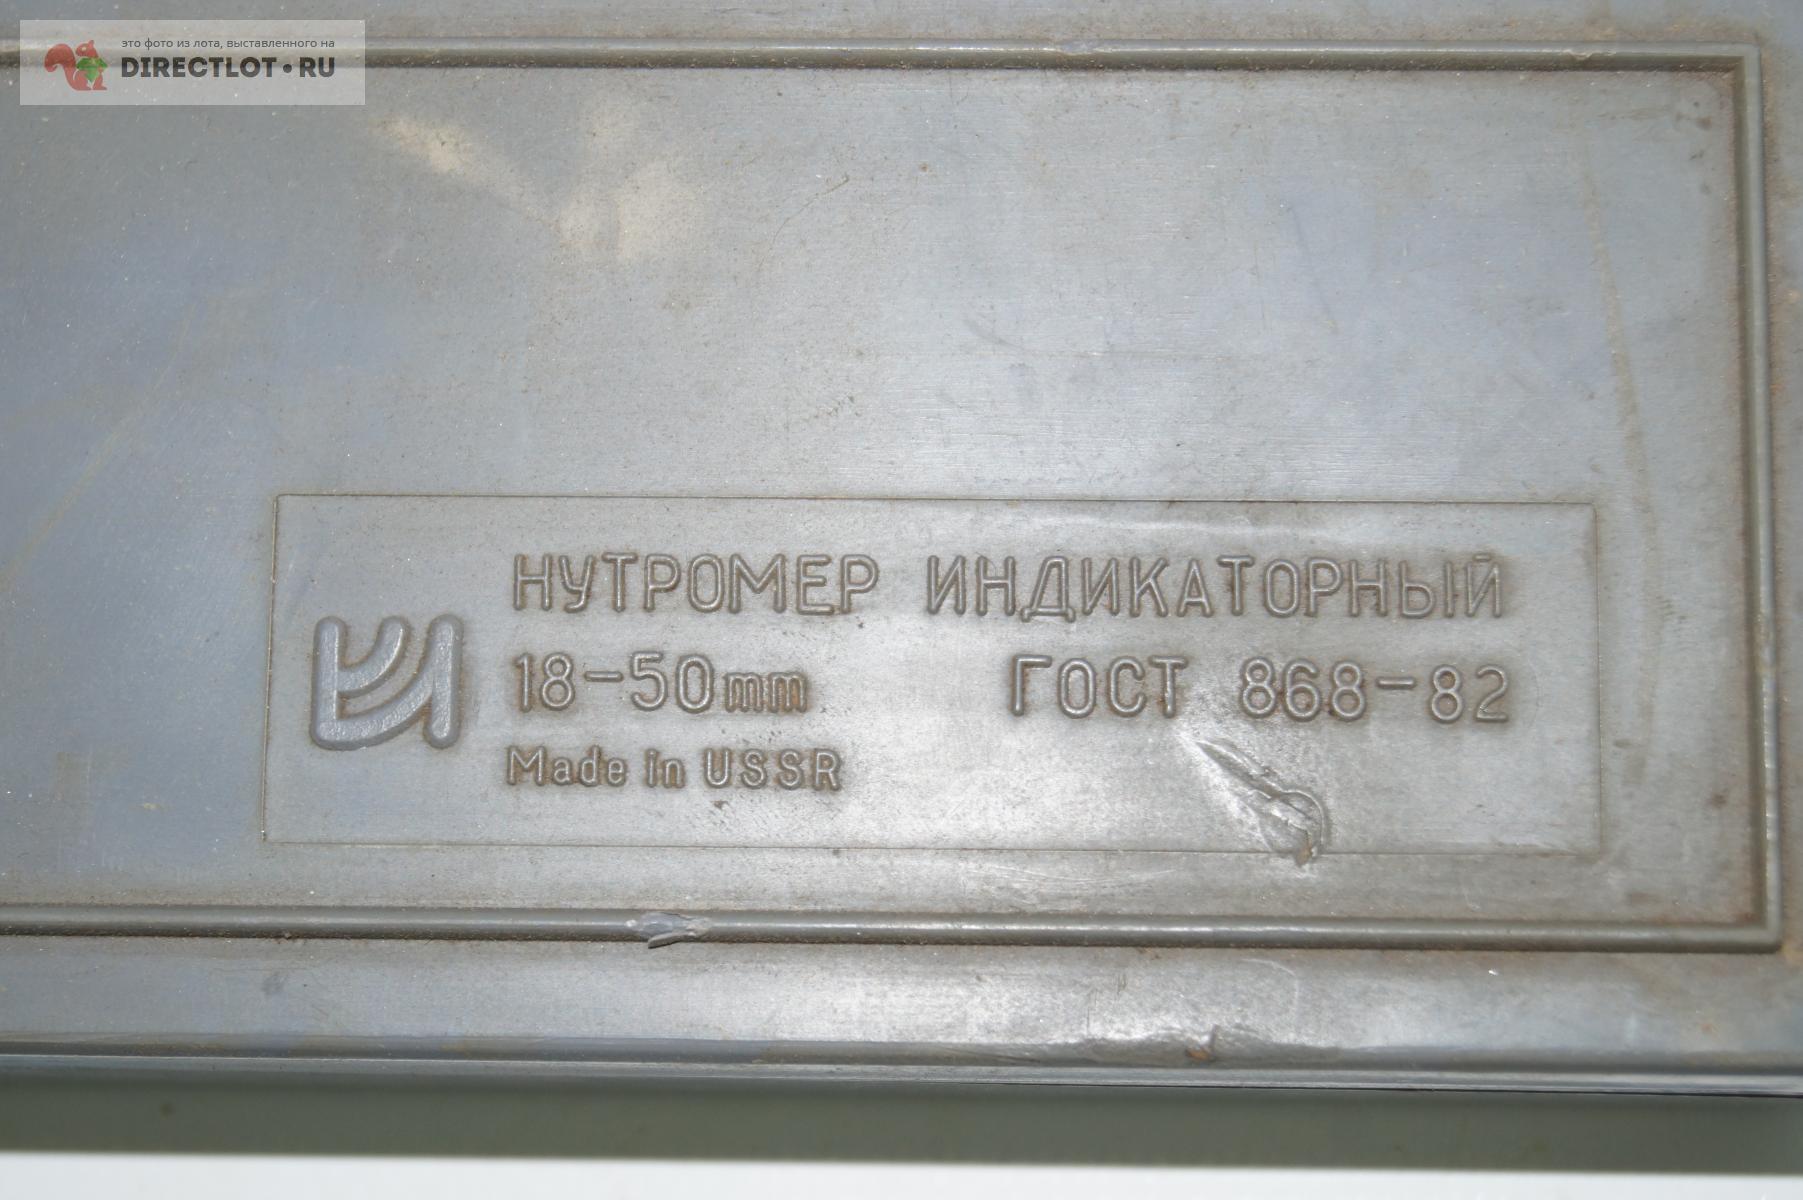 это фото из лота, выставленного на
DIRECTLOT•RU
НУТРОМЕР ИНДИКАТОРНЫЙ
18-50mm ГОСТ 868-82
Made in USSR